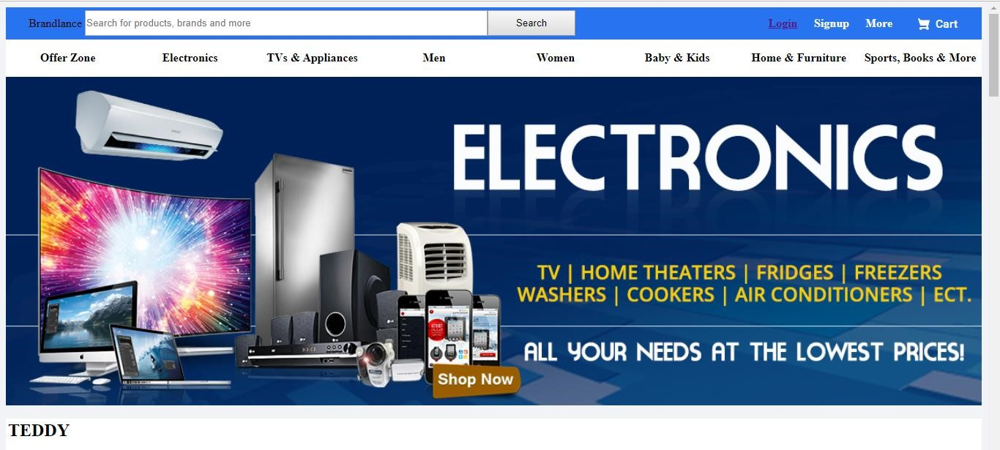 Brandlance Search for products, brands and more Search Login Signup More Cart
Offer Zone Electronics TVs & Appliances Men Women Baby & Kids Home & Furniture Sports, Books & More
ELECTRONICS
TV | HOME THEATERS | FRIDGES | FREEZERS
WASHERS | COOKERS | AIR CONDITIONERS | ECT.
ALL YOUR NEEDS AT THE LOWEST PRICES!
Shop Now
TEDDY